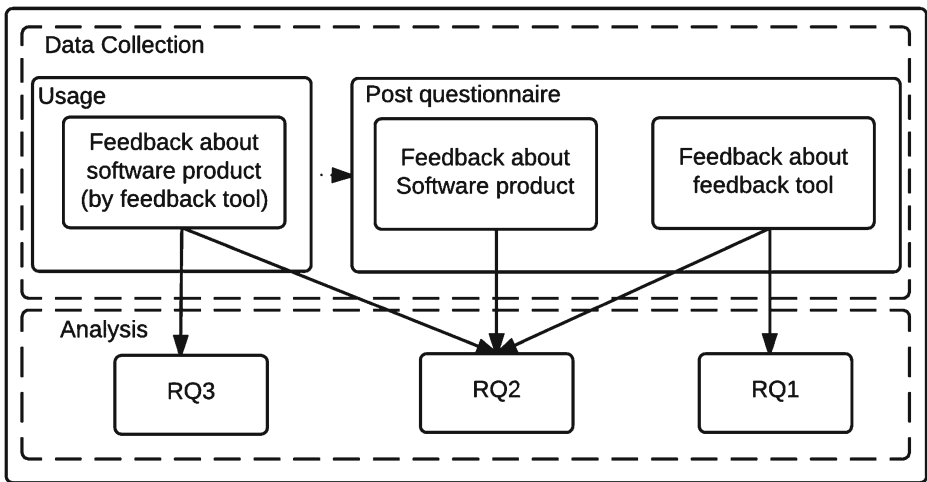 Data Collection
Usage
Feedback about
software product
(by feedback tool)
Post questionnaire
Feedback about
Software product
Feedback about
feedback tool
Analysis
RQ3
RQ2
RQ1